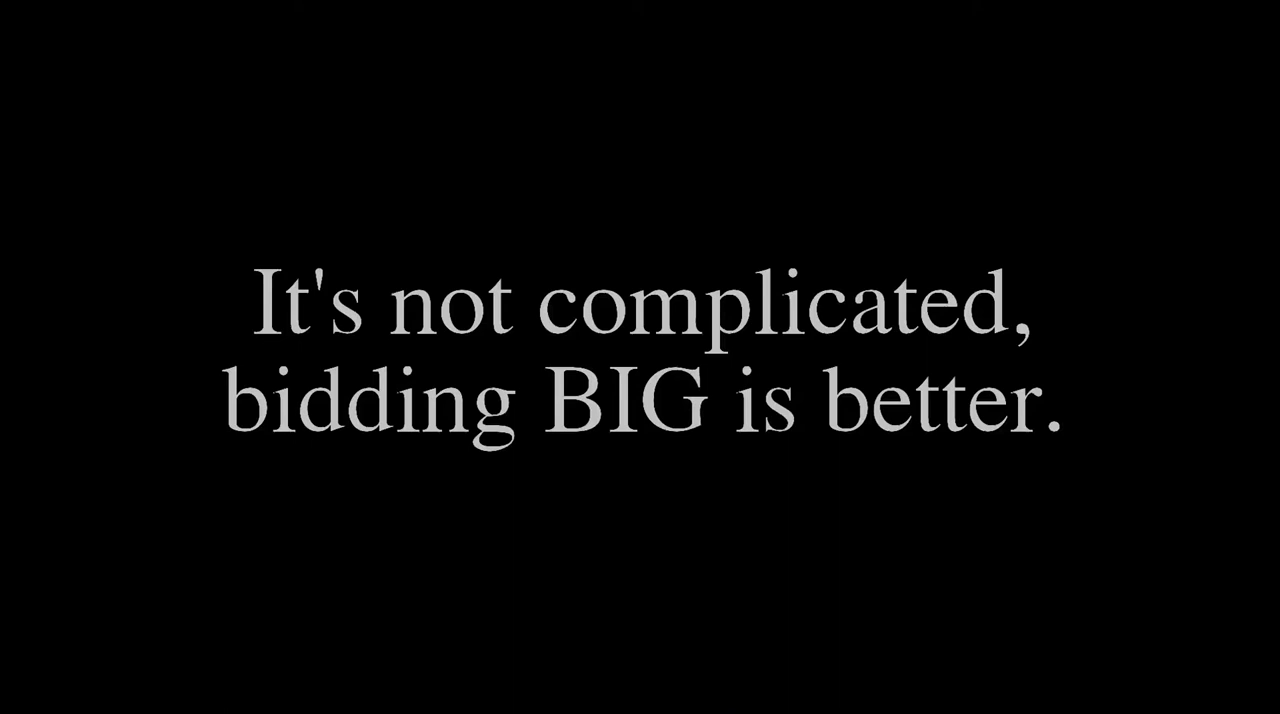 It's not complicated,
bidding BIG is better.